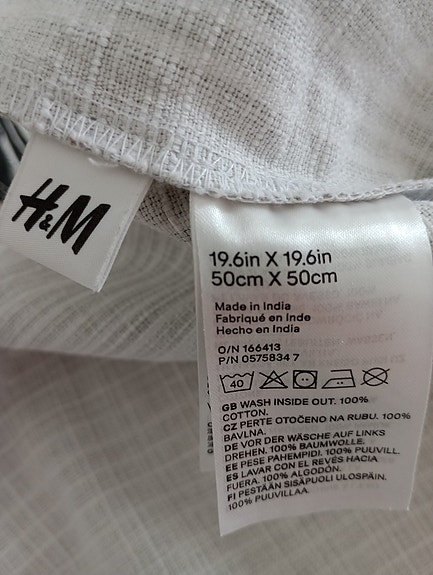 H&M
19.6in X 19.6in
50cm X 50cm
Made in India
Fabriqué en Inde
Hecho en India
O/N 166413
P/N 0575834 7
40
GB WASH INSIDE OUT. 100%
COTTON.
CZ PERTE OTOČENO NA RUBU. 100%
BAVLNA.
DE VOR DER WÄSCHE AUF LINKS
DREHEN. 100% BAUMWOLLE.
EE PESE PAHEMPIDI. 100% PUUVILL.
ES LAVAR CON EL REVÉS HACIA
FUERA. 100% ALGODÓN.
FI PESTÄÄN SISÄPUOLI ULOSPÄIN.
100% PUUVILLAA.